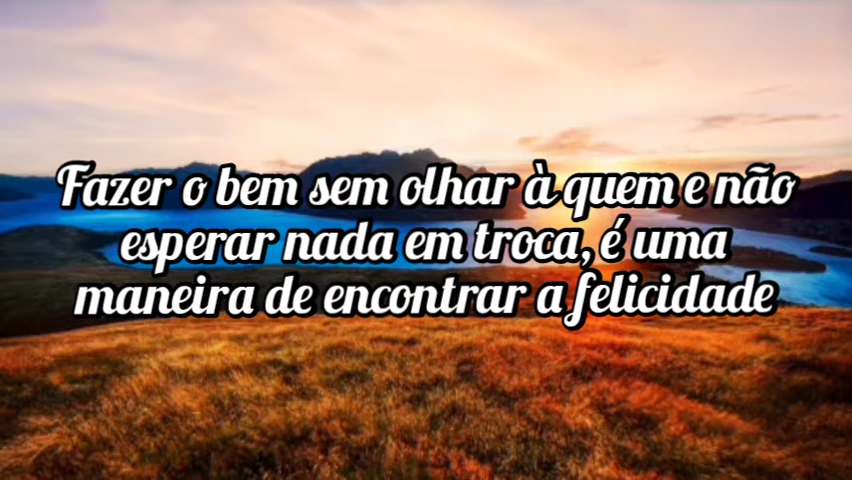 Fazer o bem sem olhar à quem e não
esperar nada em troca, é uma
maneira de encontrar a felicidade